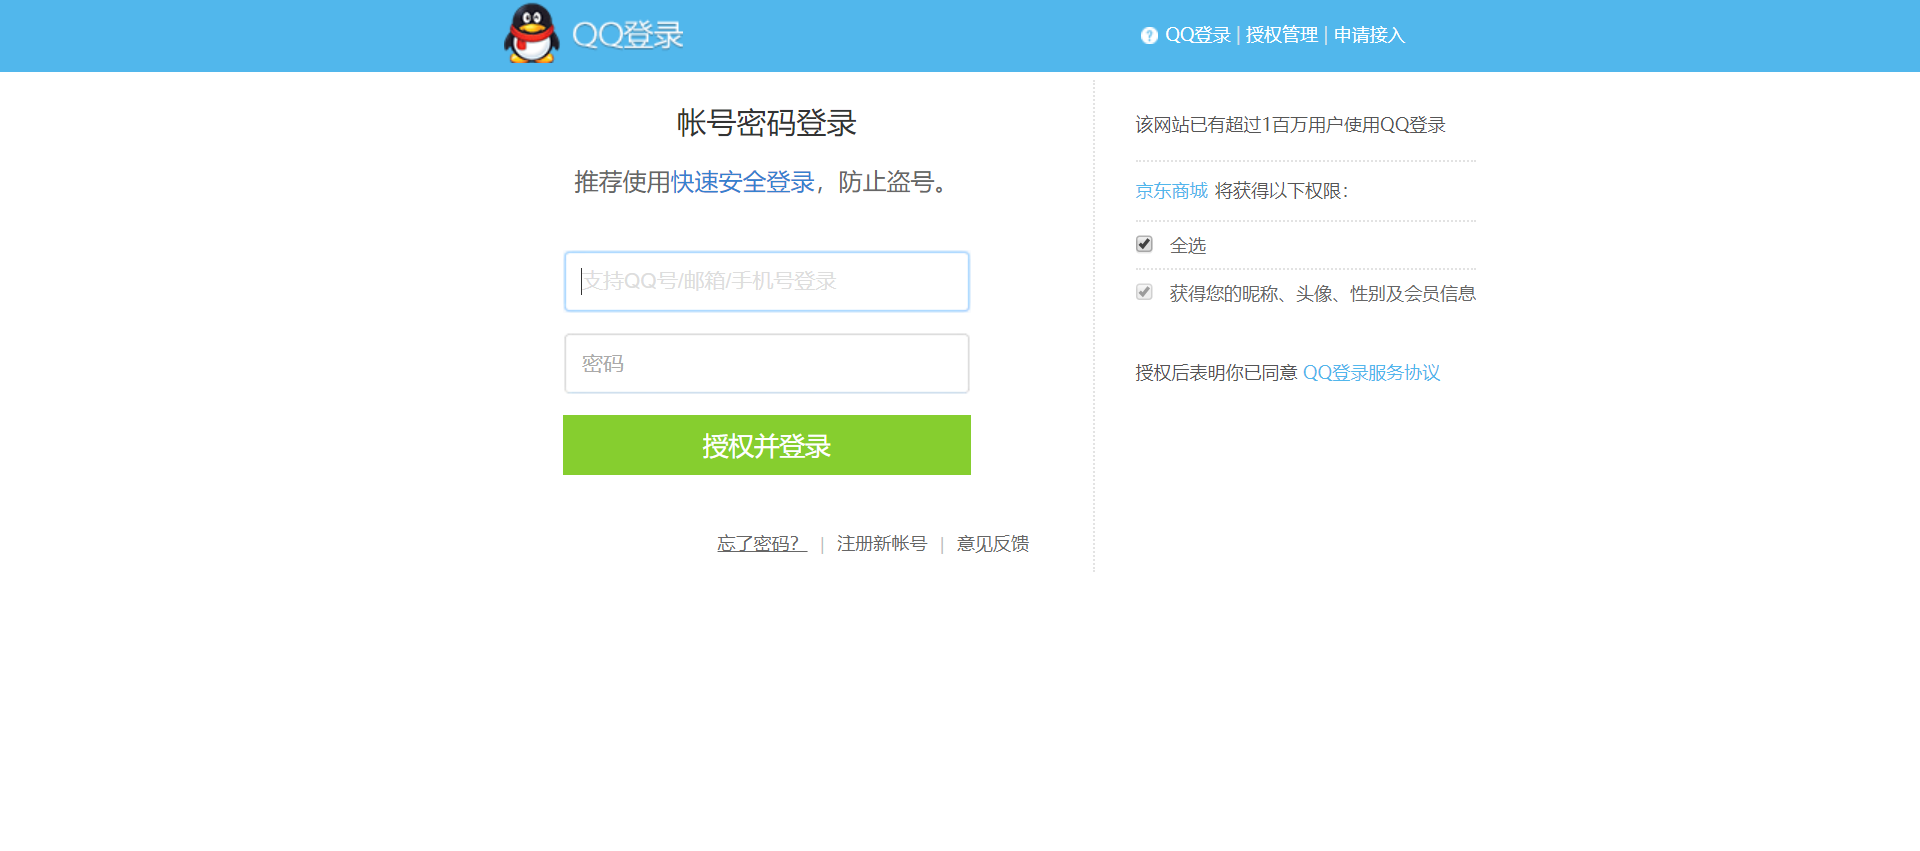 QQ登录
QQ登录 | 授权管理 | 申请接入
帐号密码登录
推荐使用快速安全登录，防止盗号。
支持QQ号/邮箱/手机号登录
密码
授权并登录
忘了密码？ | 注册新帐号 | 意见反馈
该网站已有超过1百万用户使用QQ登录
京东商城 将获得以下权限：
全选
获得您的昵称、头像、性别及会员信息
授权后表明你已同意 QQ登录服务协议